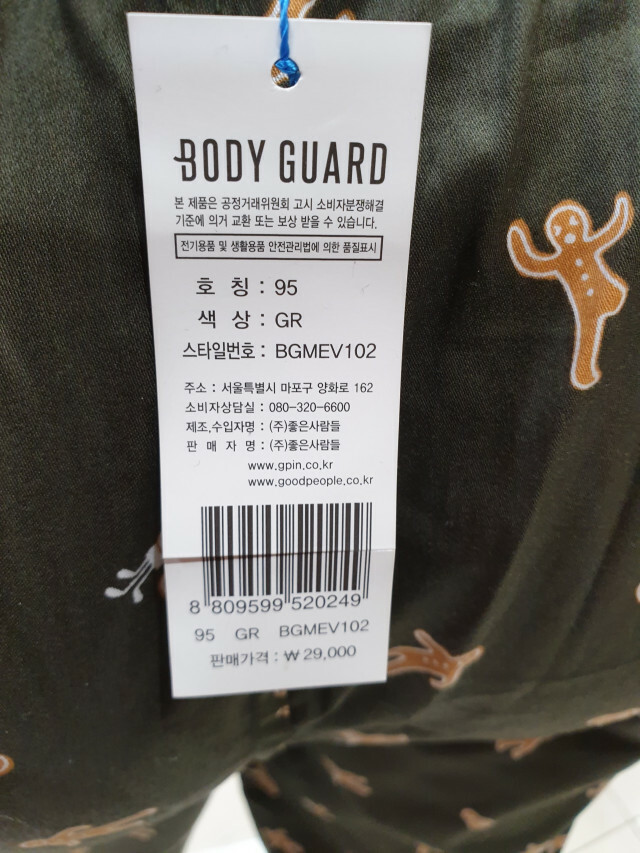 BODY GUARD
본 제품은 공정거래위원회 고시 소비자분쟁해결
기준에 의거 교환 또는 보상 받을 수 있습니다.
전기용품 및 생활용품 안전관리법에 의한 품질표시
호 칭 : 95
색 상 : GR
스타일번호 : BGMEV102
주소 : 서울특별시 마포구 양화로 162
소비자상담실 : 080-320-6600
제조,수입자명 : (주)좋은사람들
판 매 자 명 : (주)좋은사람들
www.gpin.co.kr
www.goodpeople.co.kr
8 809599 520249
95 GR BGMEV102
판매가격 : ₩ 29,000